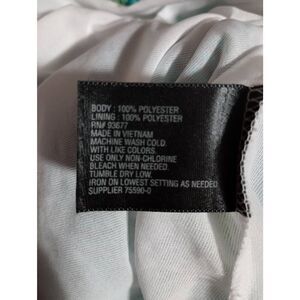 BODY : 100% POLYESTER
LINING : 100% POLYESTER
RN# 93677
MADE IN VIETNAM
MACHINE WASH COLD.
WITH LIKE COLORS.
USE ONLY NON-CHLORINE
BLEACH WHEN NEEDED.
TUMBLE DRY LOW.
IRON ON LOWEST SETTING AS NEEDED
SUPPLIER 75590-0